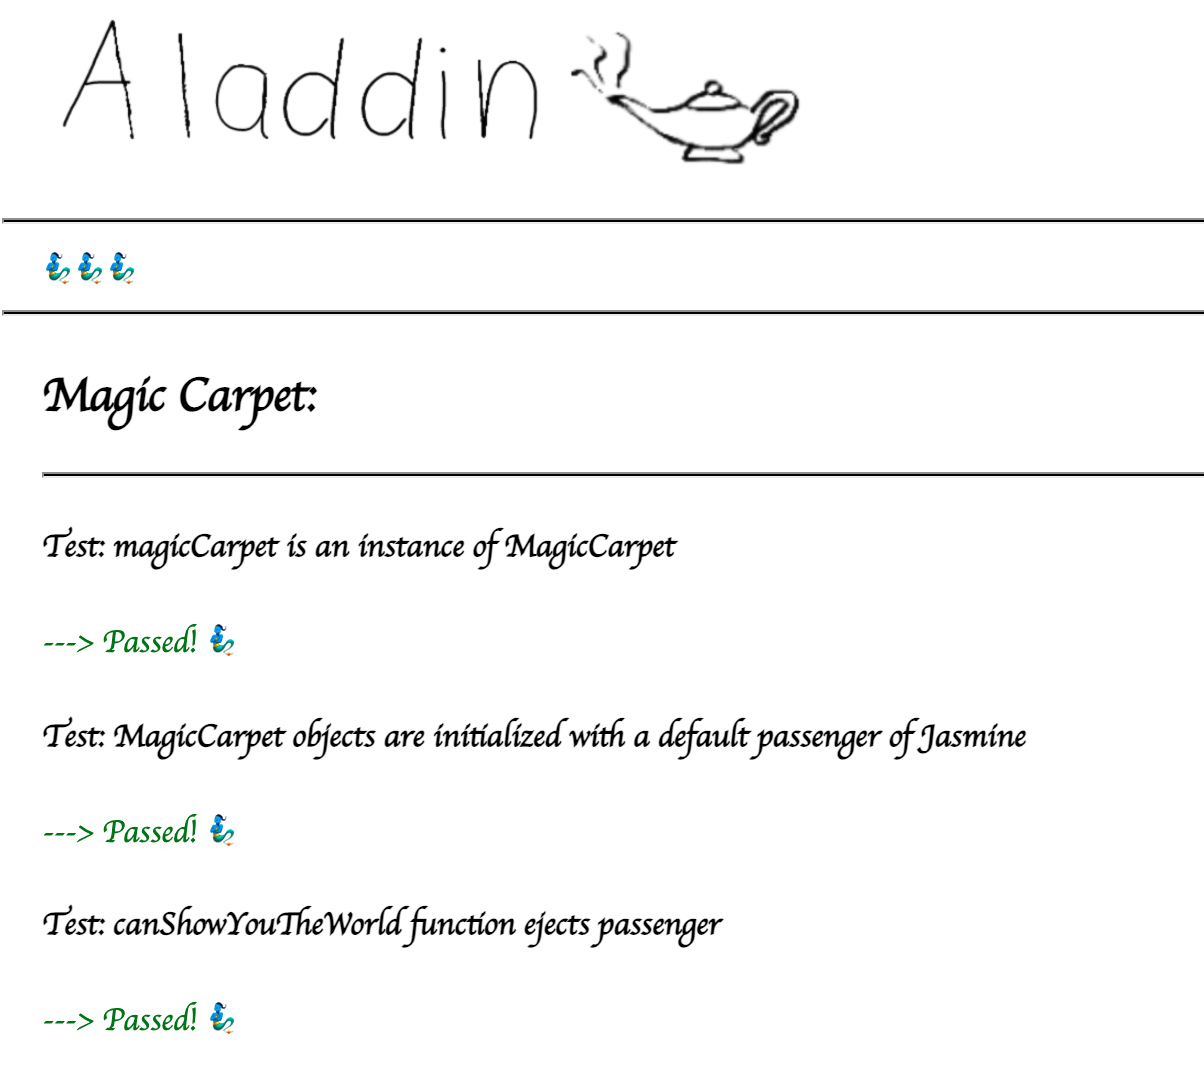 Aladdin
🧞‍♂️🧞‍♂️🧞‍♂️
Magic Carpet:
Test: magicCarpet is an instance of MagicCarpet
---> Passed! 🧞‍♂️
Test: MagicCarpet objects are initialized with a default passenger of Jasmine
---> Passed! 🧞‍♂️
Test: canShowYouTheWorld function ejects passenger
---> Passed! 🧞‍♂️